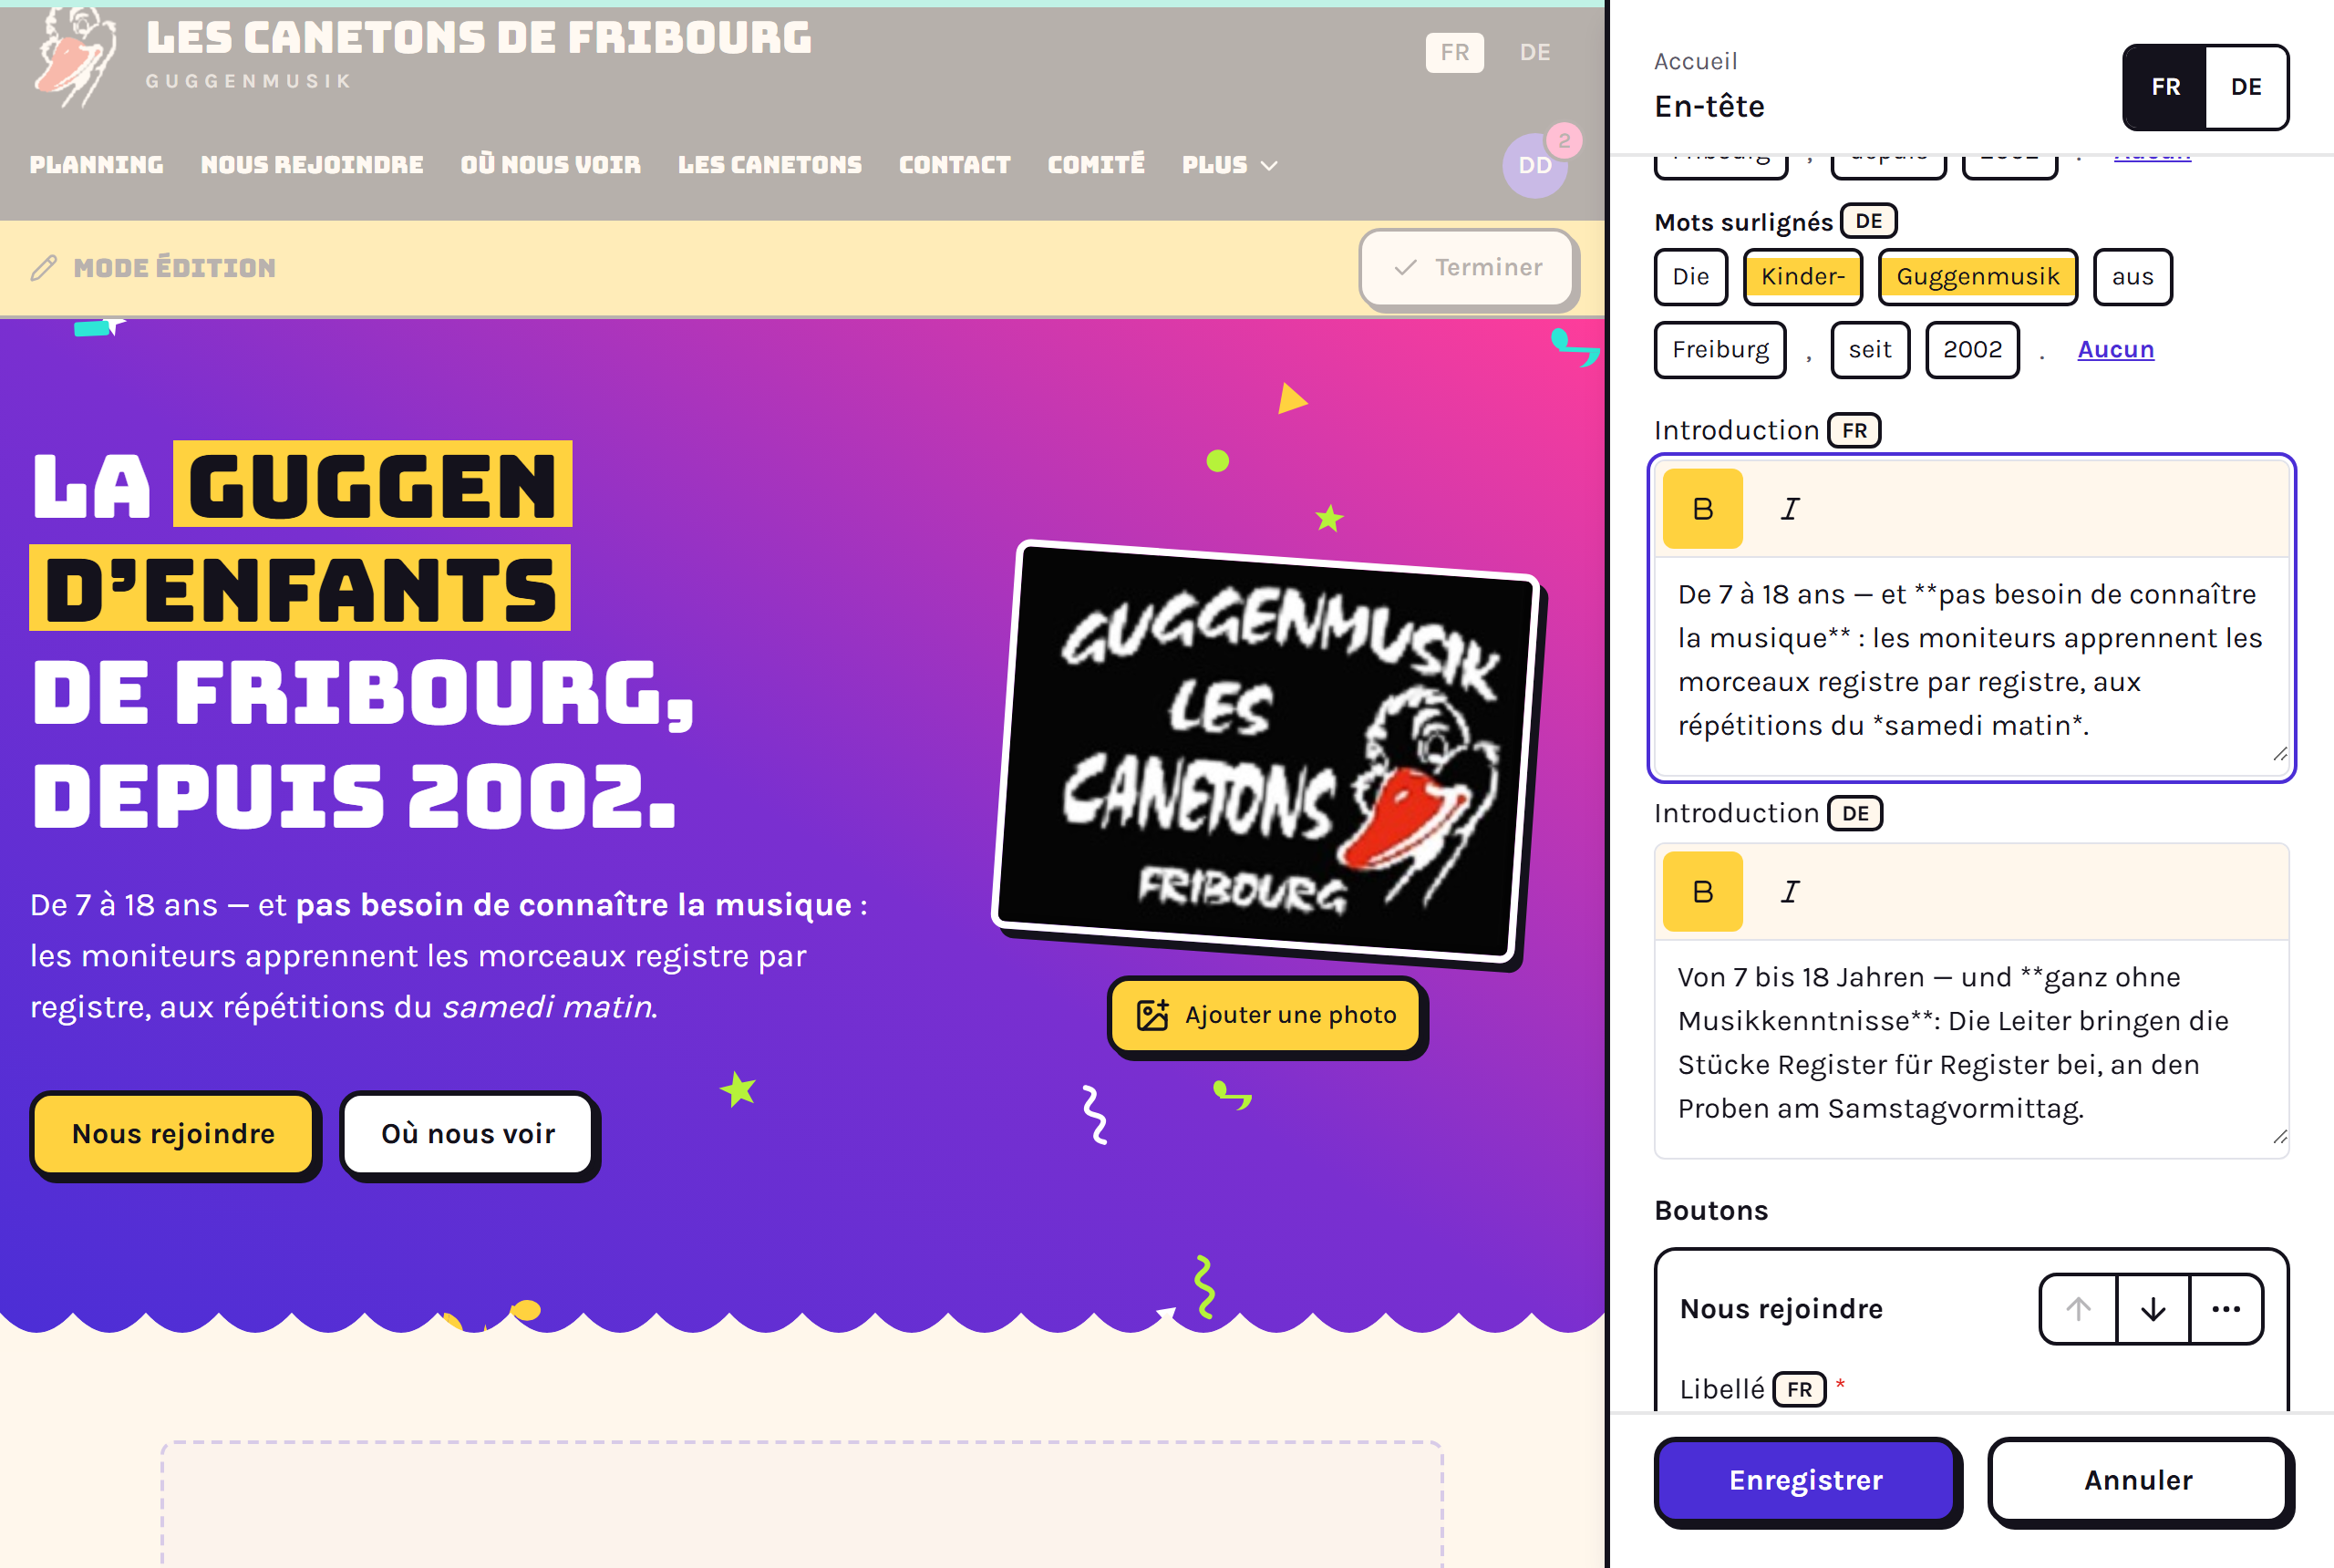 LES CANETONS DE FRIBOURG
GUGGENMUSIK
FR DE
PLANNING NOUS REJOINDRE OÙ NOUS VOIR LES CANETONS CONTACT COMITÉ PLUS
DD 2
MODE ÉDITION
Terminer
LA GUGGEN
D’ENFANTS
DE FRIBOURG,
DEPUIS 2002.
De 7 à 18 ans — et pas besoin de connaître la musique :
les moniteurs apprennent les morceaux registre par
registre, aux répétitions du samedi matin.
Nous rejoindre Où nous voir
GUGGENMUSIK
LES
CANETONS
FRIBOURG
Ajouter une photo
Accueil
En-tête
FR DE
Fribourg , depuis 2002 . Aucun
Mots surlignés DE
Die Kinder- Guggenmusik aus
Freiburg , seit 2002 . Aucun
Introduction FR
B I
De 7 à 18 ans — et **pas besoin de connaître
la musique** : les moniteurs apprennent les
morceaux registre par registre, aux
répétitions du *samedi matin*.
Introduction DE
B I
Von 7 bis 18 Jahren — und **ganz ohne
Musikkenntnisse**: Die Leiter bringen die
Stücke Register für Register bei, an den
Proben am Samstagvormittag.
Boutons
Nous rejoindre
Libellé FR *
Enregistrer Annuler